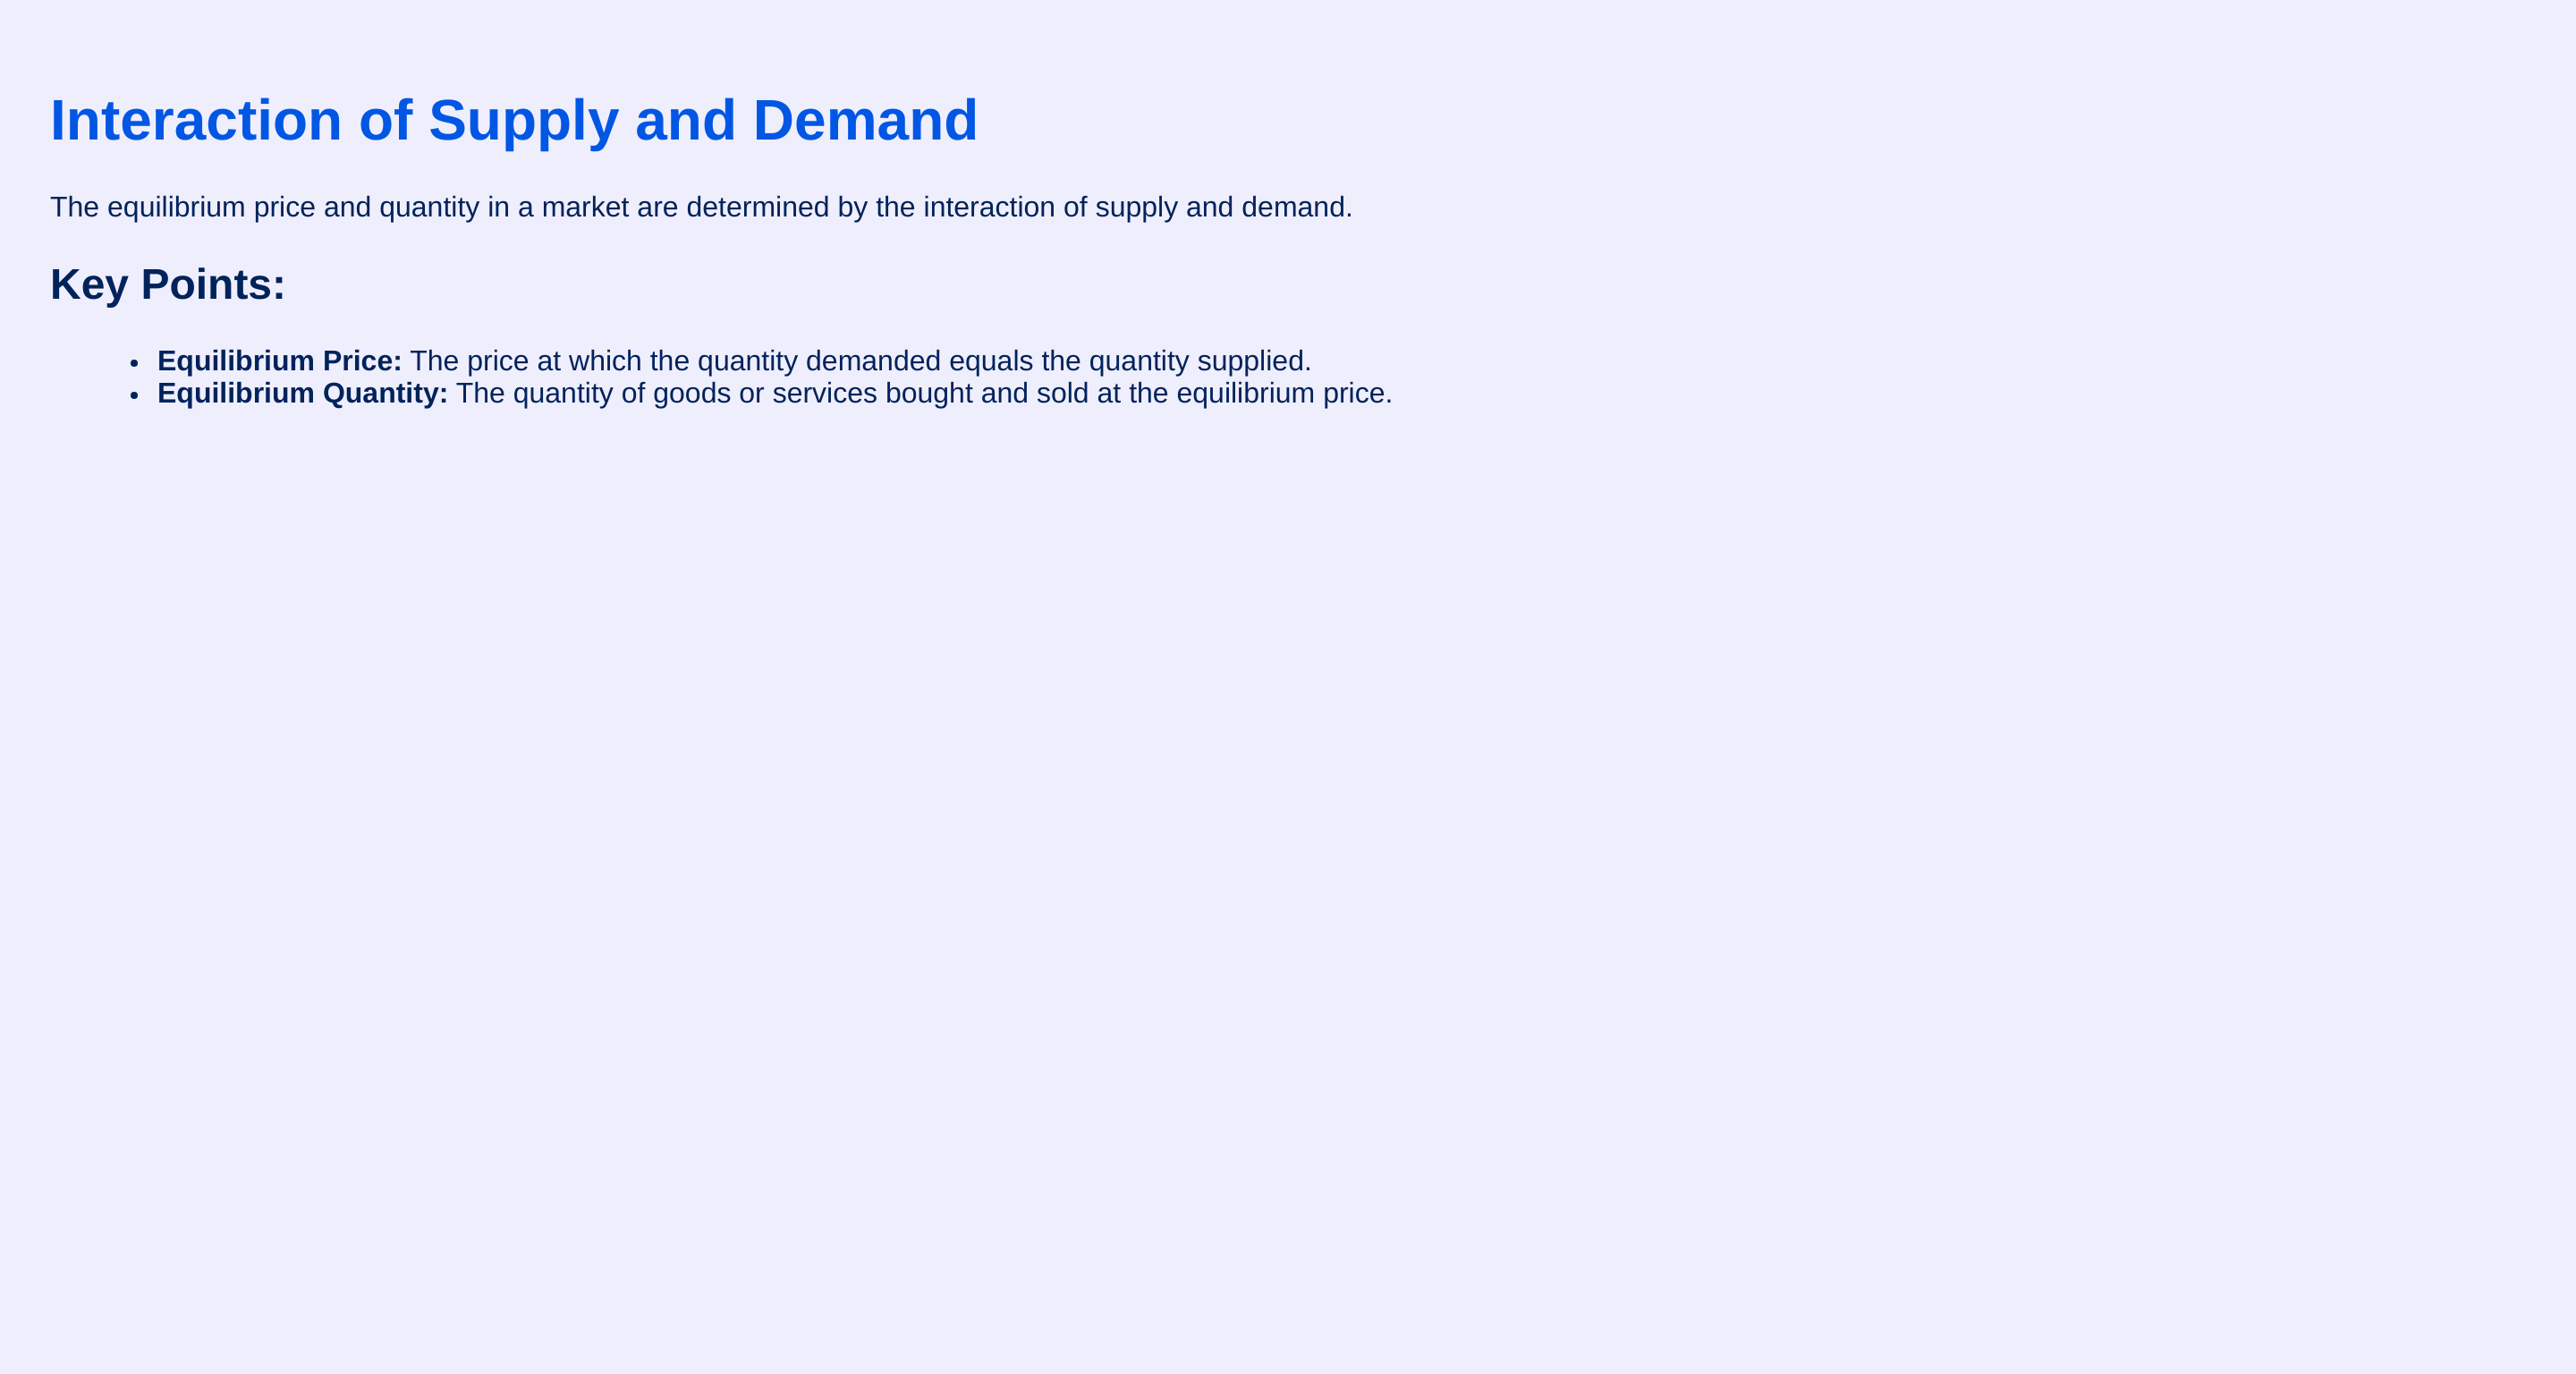 Interaction of Supply and Demand
The equilibrium price and quantity in a market are determined by the interaction of supply and demand.
Key Points:
• Equilibrium Price: The price at which the quantity demanded equals the quantity supplied.
• Equilibrium Quantity: The quantity of goods or services bought and sold at the equilibrium price.